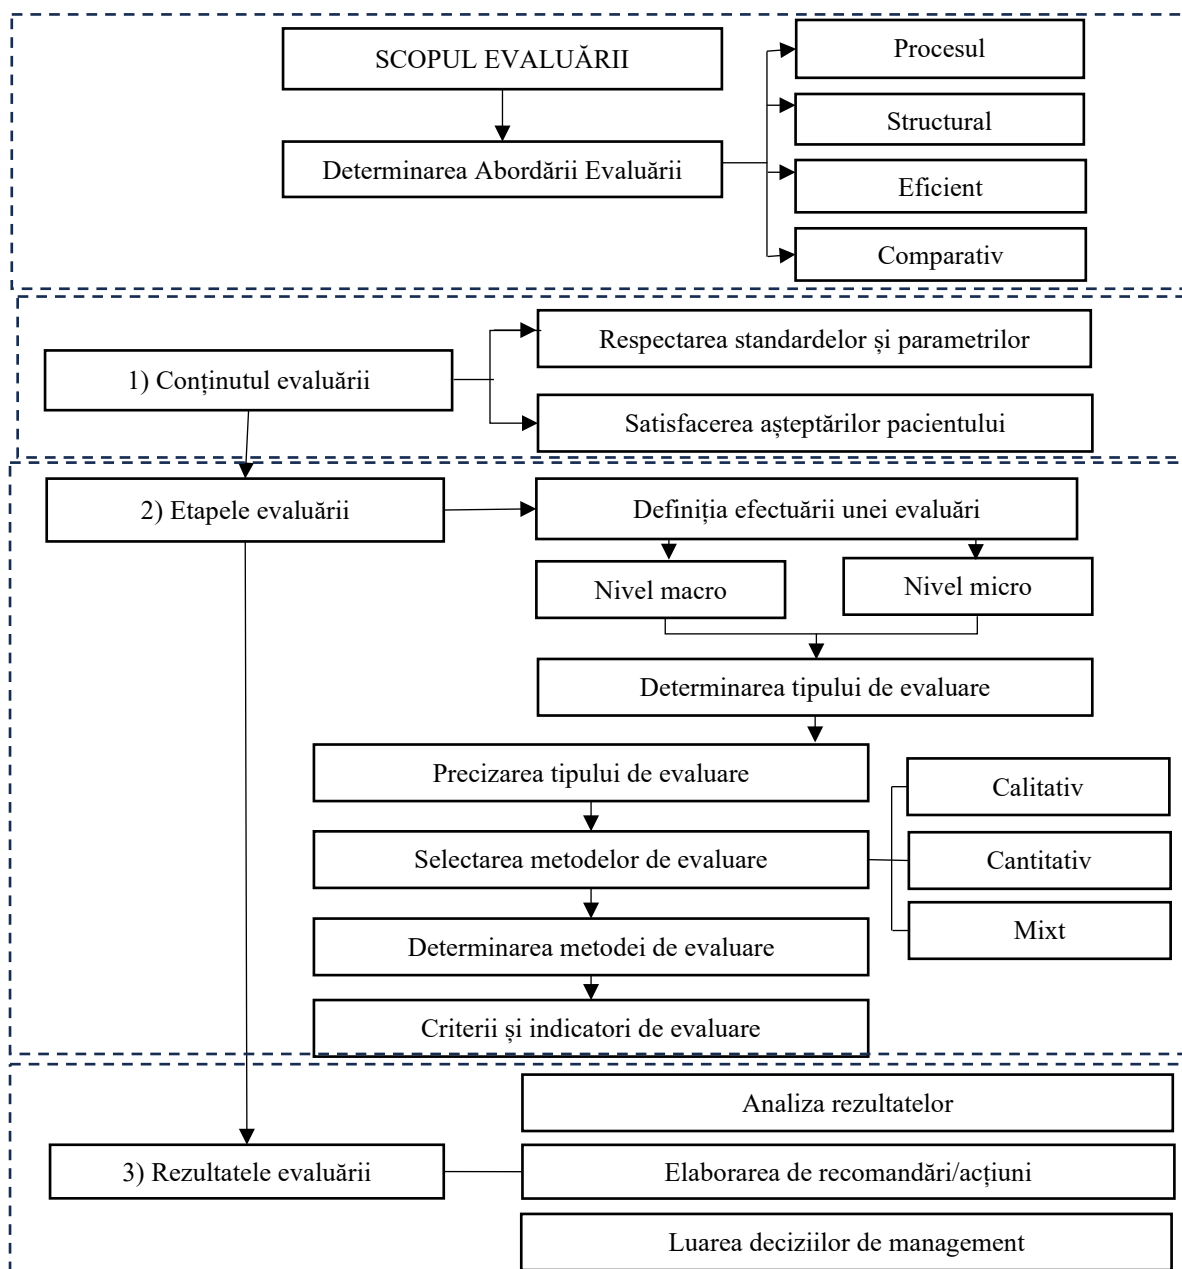 SCOPUL EVALUĂRII
Determinarea Abordării Evaluării
Procesul
Structural
Eficient
Comparativ
1) Conținutul evaluării
Respectarea standardelor și parametrilor
Satisfacerea așteptărilor pacientului
2) Etapele evaluării
Definiția efectuării unei evaluări
Nivel macro
Nivel micro
Determinarea tipului de evaluare
Precizarea tipului de evaluare
Selectarea metodelor de evaluare
Calitativ
Cantitativ
Mixt
Determinarea metodei de evaluare
Criterii și indicatori de evaluare
3) Rezultatele evaluării
Analiza rezultatelor
Elaborarea de recomandări/acțiuni
Luarea deciziilor de management